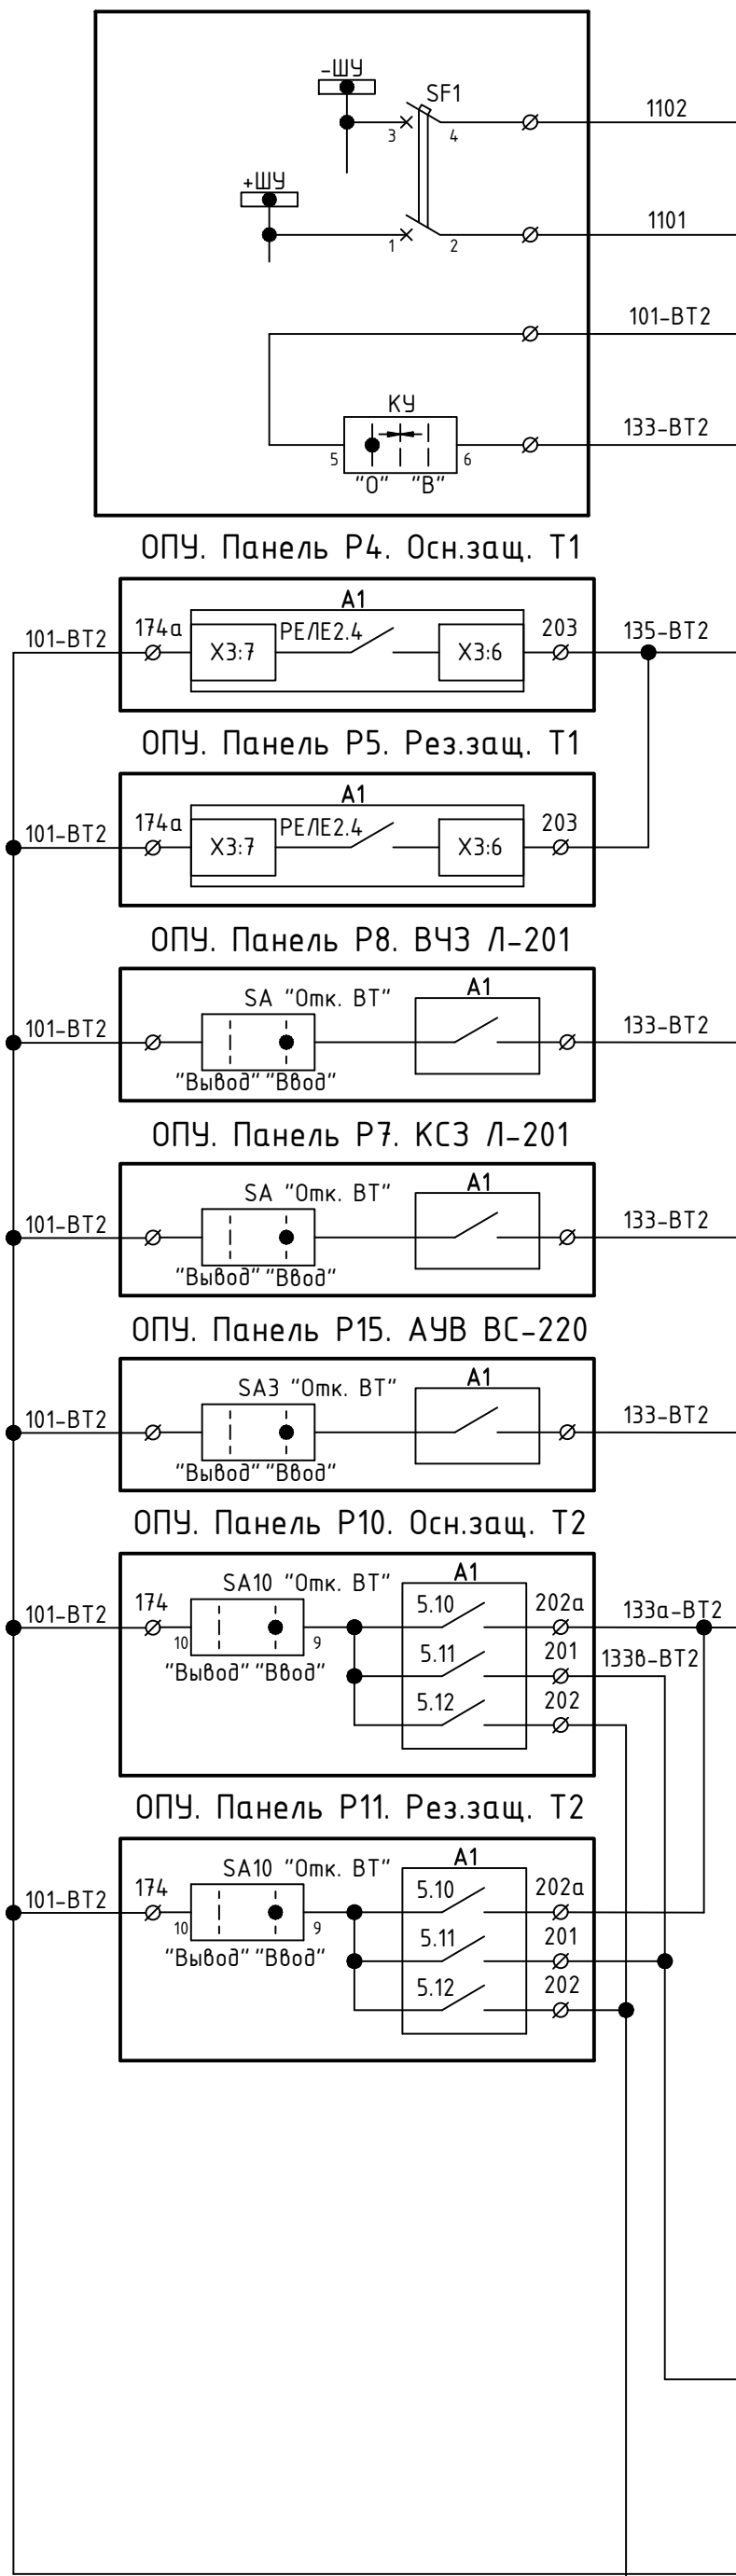 -ШУ
SF1
1102
3
4
+ШУ
1101
1
2
101-ВТ2
КУ
133-ВТ2
5
6
"О" "В"
ОПУ. Панель Р4. Осн.защ. Т1
А1
101-ВТ2
174а
Х3:7
РЕЛЕ2.4
Х3:6
203
135-ВТ2
ОПУ. Панель Р5. Рез.защ. Т1
А1
101-ВТ2
174а
Х3:7
РЕЛЕ2.4
Х3:6
203
ОПУ. Панель Р8. ВЧЗ Л-201
SA "Отк. ВТ"
А1
101-ВТ2
133-ВТ2
"Вывод" "Ввод"
ОПУ. Панель Р7. КСЗ Л-201
SA "Отк. ВТ"
А1
101-ВТ2
133-ВТ2
"Вывод" "Ввод"
ОПУ. Панель Р15. АУВ ВС-220
SA3 "Отк. ВТ"
А1
101-ВТ2
133-ВТ2
"Вывод" "Ввод"
ОПУ. Панель Р10. Осн.защ. Т2
SA10 "Отк. ВТ"
А1
101-ВТ2
174
5.10
202а
133а-ВТ2
10
9
5.11
201
133в-ВТ2
"Вывод" "Ввод"
5.12
202
ОПУ. Панель Р11. Рез.защ. Т2
SA10 "Отк. ВТ"
А1
101-ВТ2
174
5.10
202а
10
9
5.11
201
"Вывод" "Ввод"
5.12
202